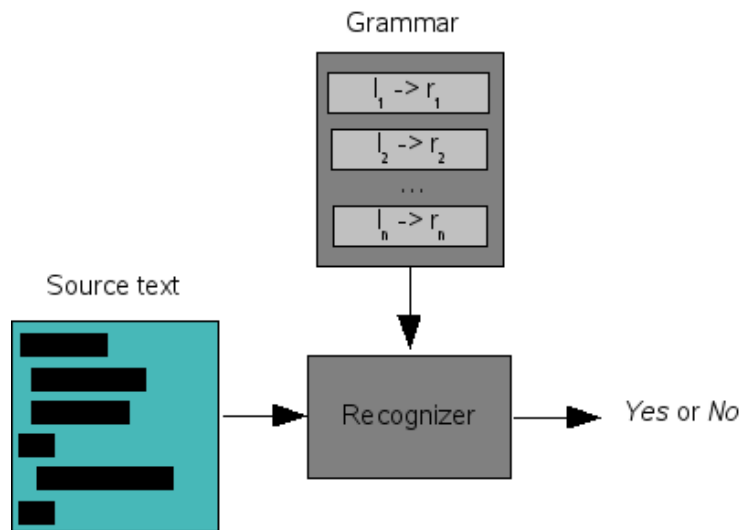 Grammar
l₁ -> r₁
l₂ -> r₂
...
lₙ -> rₙ
Source text
Recognizer
Yes or No